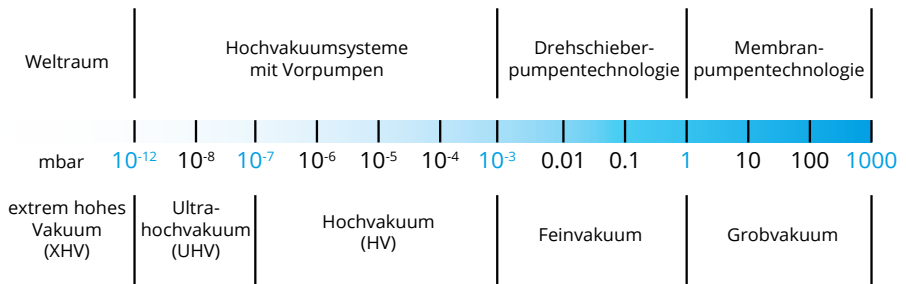 Weltraum
Hochvakuumsysteme
mit Vorpumpen
Drehschieber-
pumpentechnologie
Membran-
pumpentechnologie
mbar 10⁻¹² 10⁻⁸ 10⁻⁷ 10⁻⁶ 10⁻⁵ 10⁻⁴ 10⁻³ 0.01 0.1 1 10 100 1000
extrem hohes
Vakuum
(XHV)
Ultra-
hochvakuum
(UHV)
Hochvakuum
(HV)
Feinvakuum
Grobvakuum